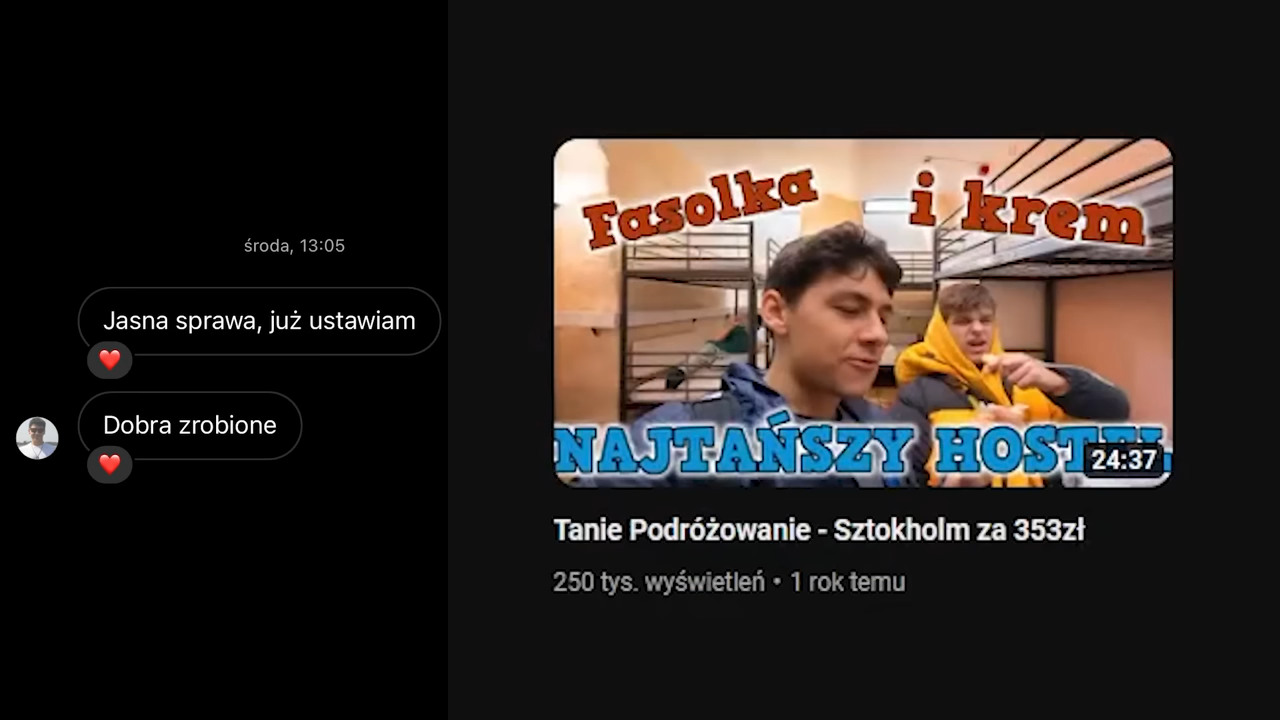 środa, 13:05
Jasna sprawa, już ustawiam
Dobra zrobione
Fasolka i krem
NAJTAŃSZY HOSTEL
24:37
Tanie Podróżowanie - Sztokholm za 353zł
250 tys. wyświetleń • 1 rok temu